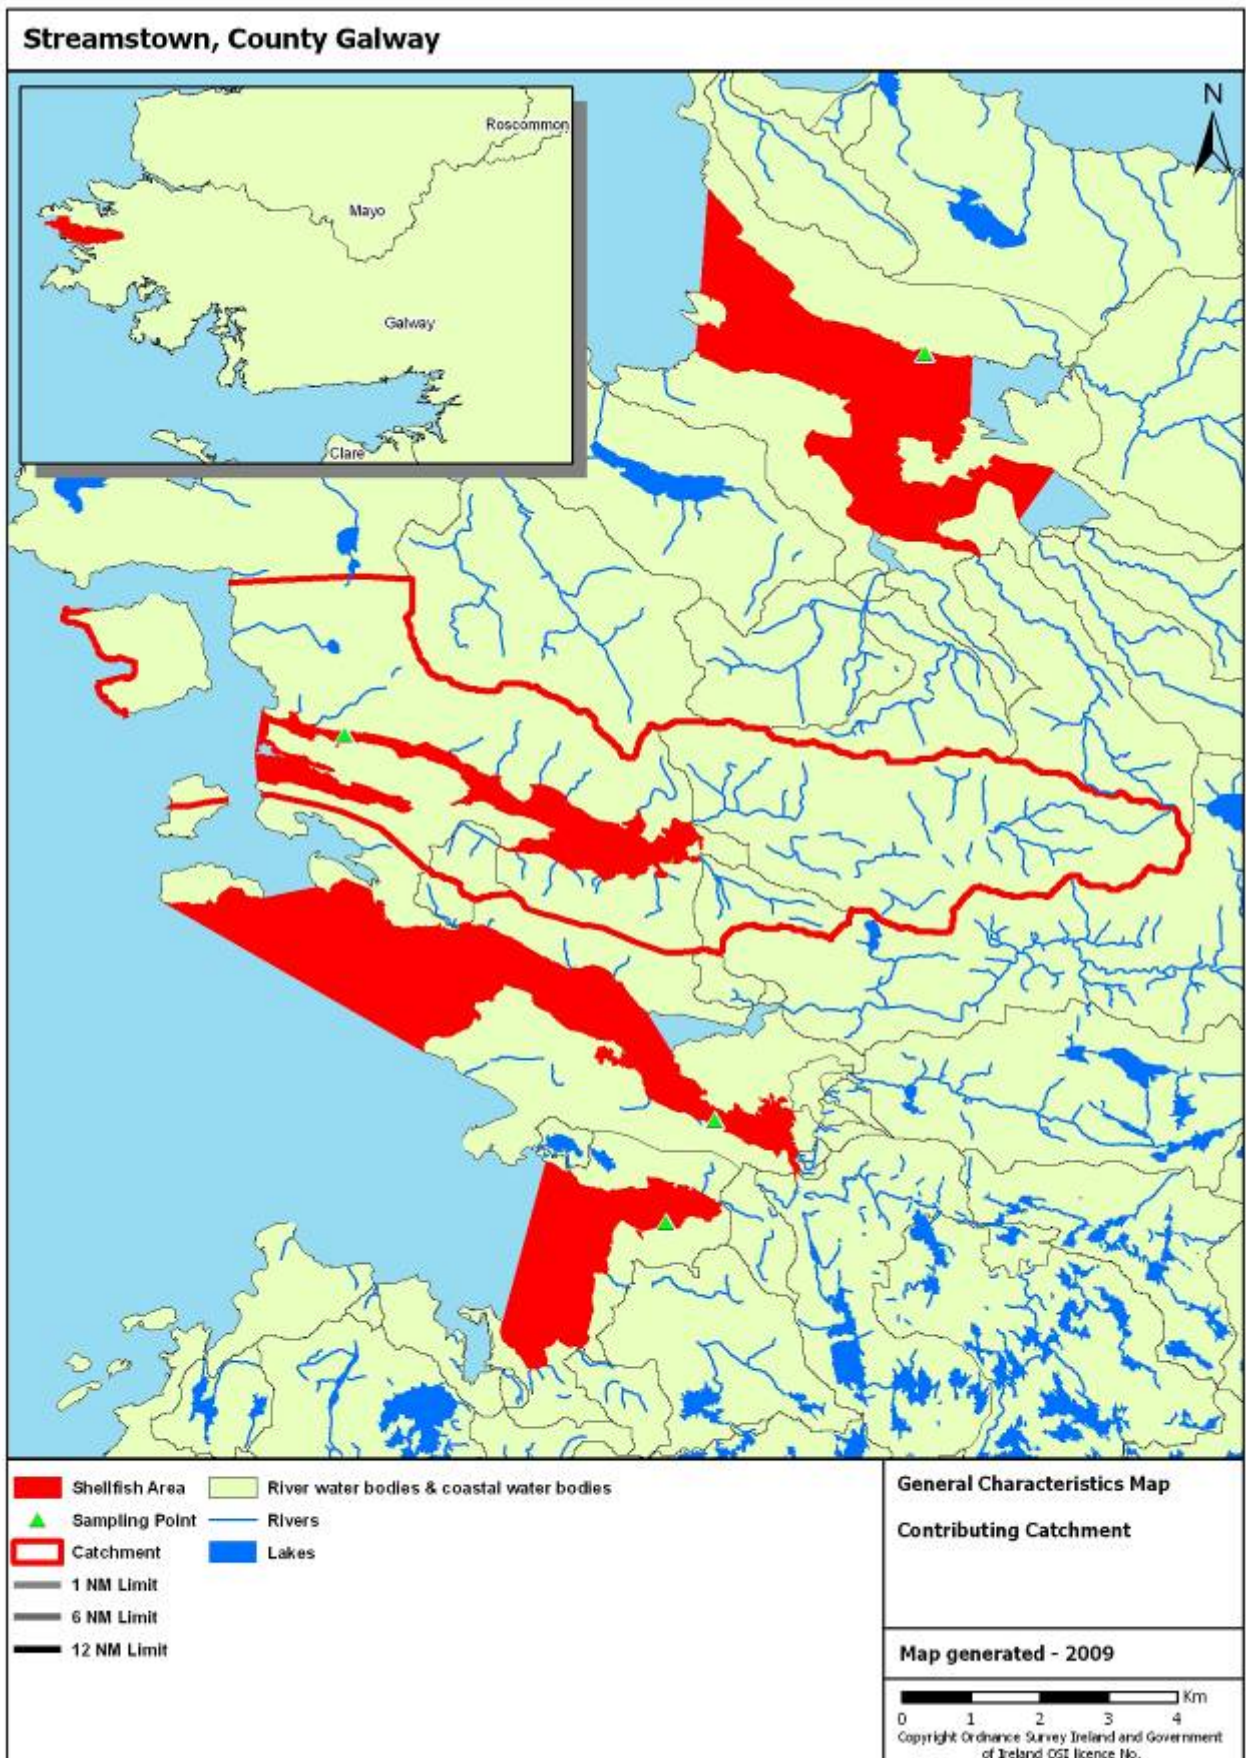 Streamstown, County Galway
N
Roscommon
Mayo
Galway
Clare
Shellfish Area
River water bodies & coastal water bodies
Sampling Point
Rivers
Catchment
Lakes
1 NM Limit
6 NM Limit
12 NM Limit
General Characteristics Map
Contributing Catchment
Map generated - 2009
Km
0 1 2 3 4
Copyright Ordnance Survey Ireland and Government
of Ireland OSI licence No.